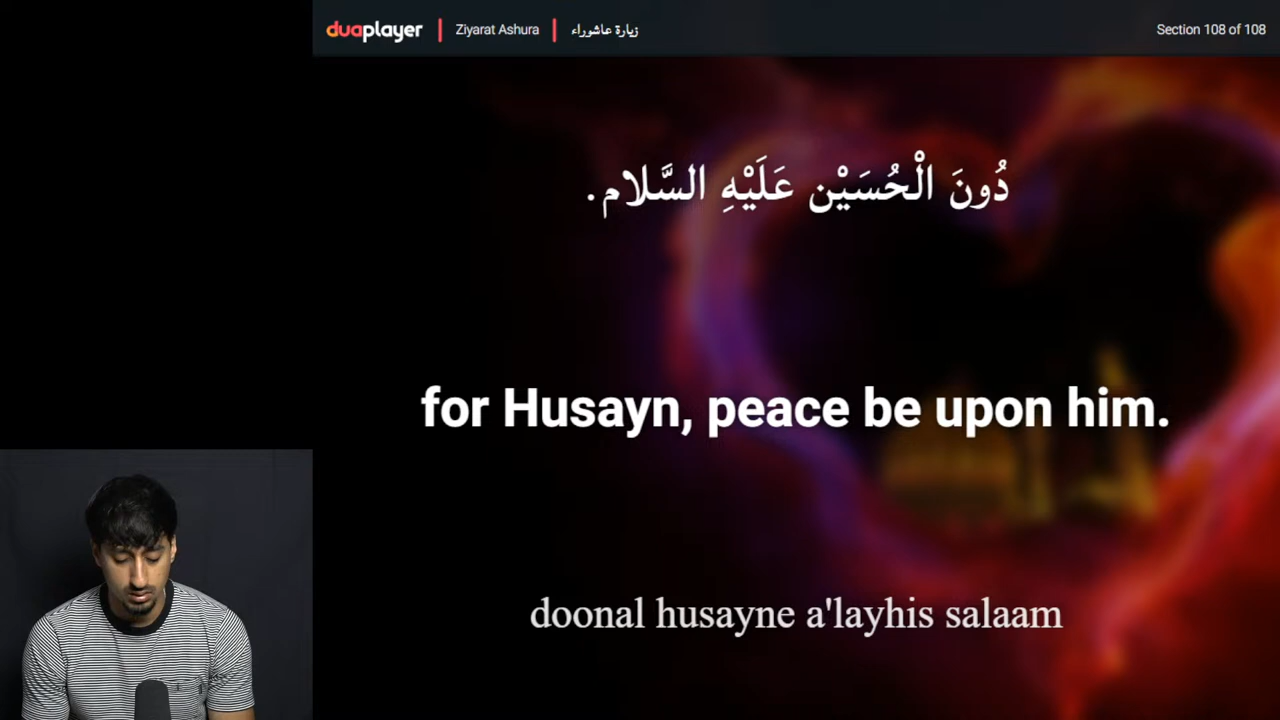 duaplayer | Ziyarat Ashura | زيارة عاشوراء Section 108 of 108
دُونَ الْحُسَيْن عَلَيْهِ السَّلام.
for Husayn, peace be upon him.
doonal husayne a'layhis salaam